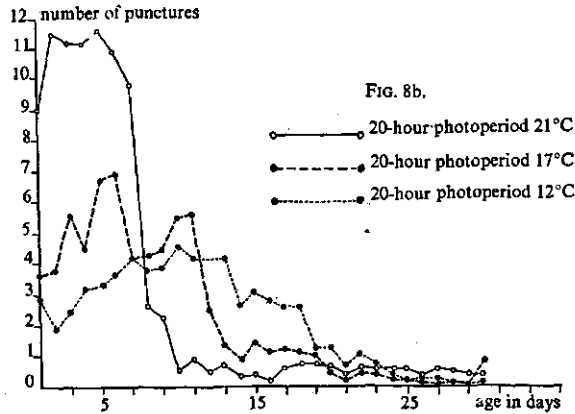 number of punctures
12
11
10
9
8
7
6
5
4
3
2
1
0
FIG. 8b.
20-hour photoperiod 21°C
20-hour photoperiod 17°C
20-hour photoperiod 12°C
5
15
25
age in days